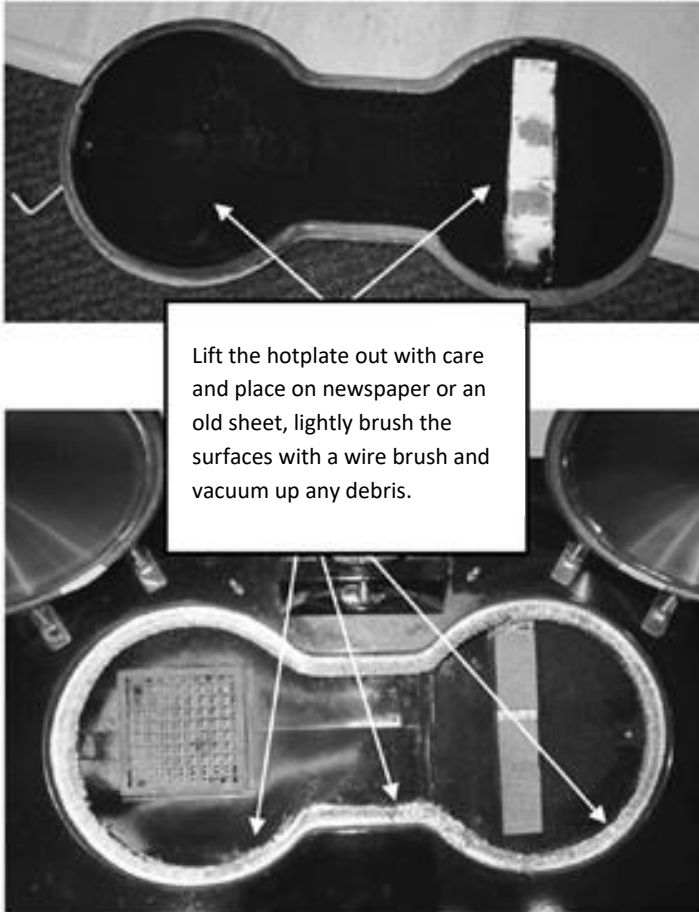 Lift the hotplate out with care
and place on newspaper or an
old sheet, lightly brush the
surfaces with a wire brush and
vacuum up any debris.